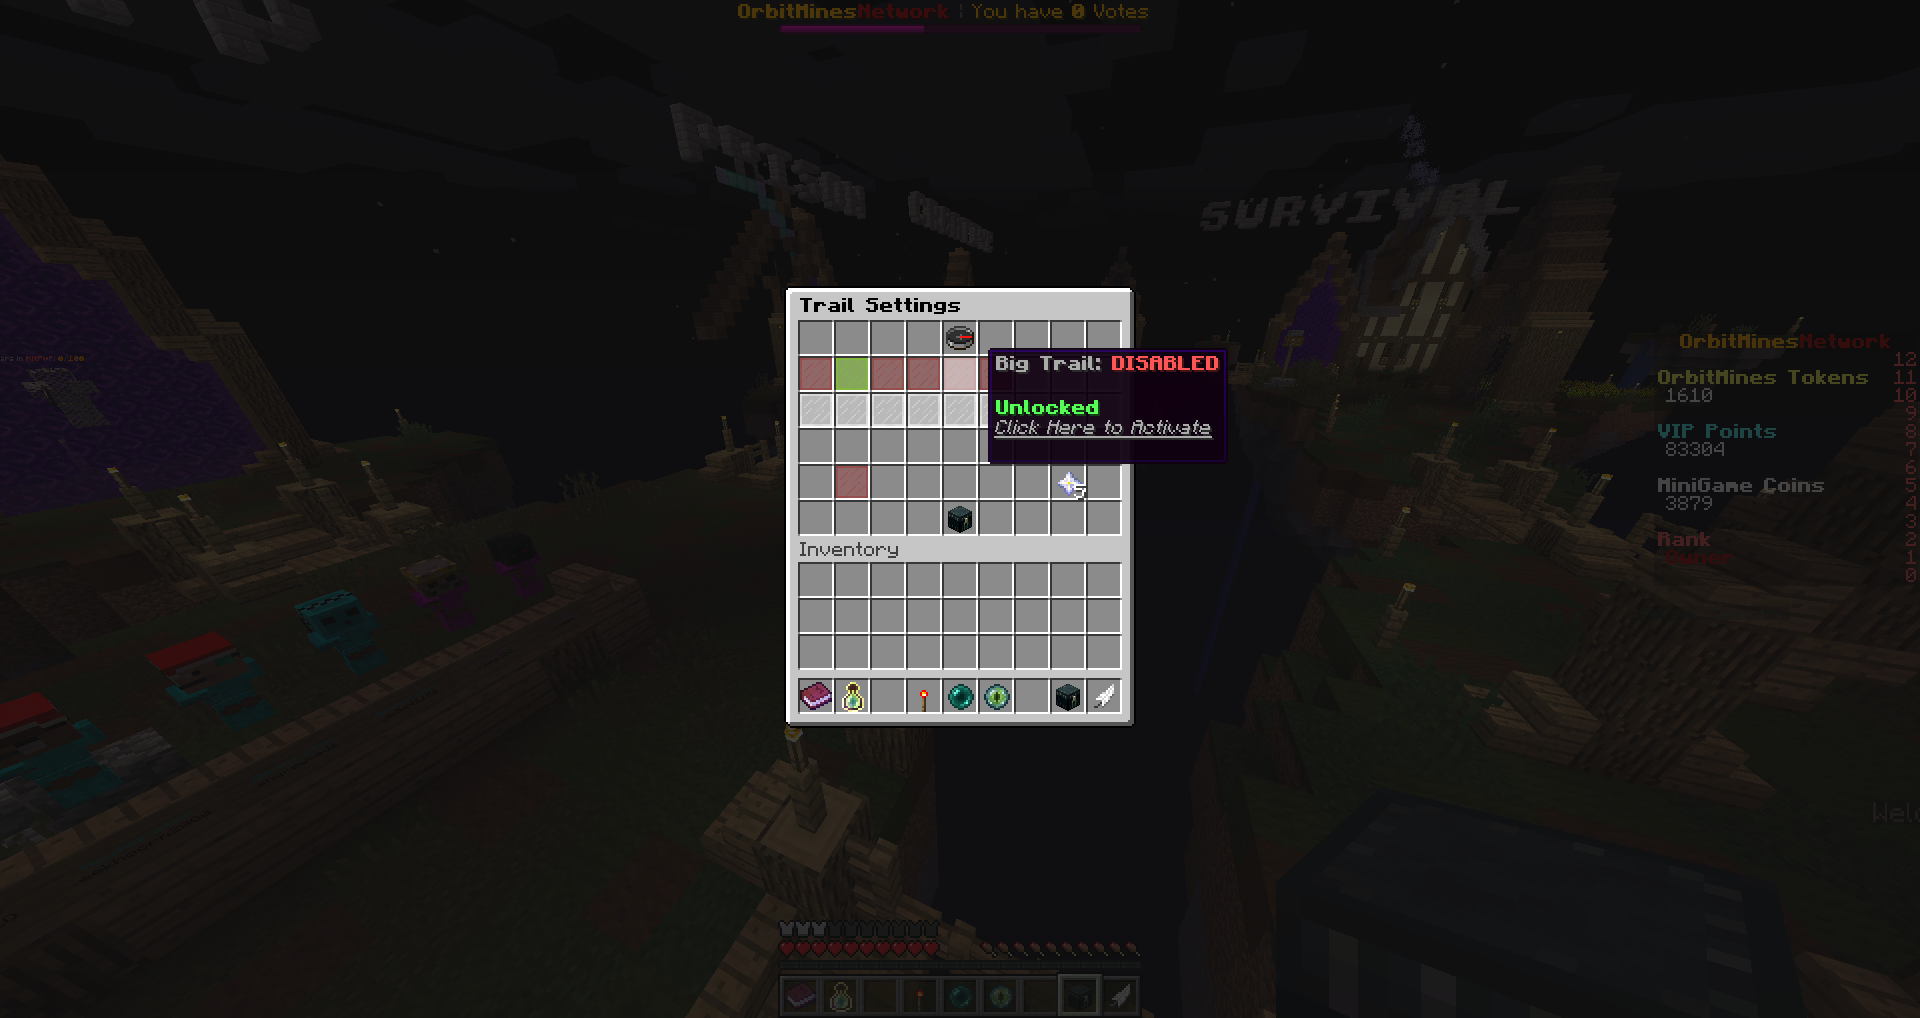 OrbitMinesNetwork | You have 0 Votes
SURVIVAL
Trail Settings
Big Trail: DISABLED
Unlocked
Click Here to Activate
5
Inventory
OrbitMinesNetwork
12
OrbitMines Tokens 11
1610 10
9
VIP Points 8
83304 7
6
MiniGame Coins 5
3879 4
3
Rank 2
Owner 1
0